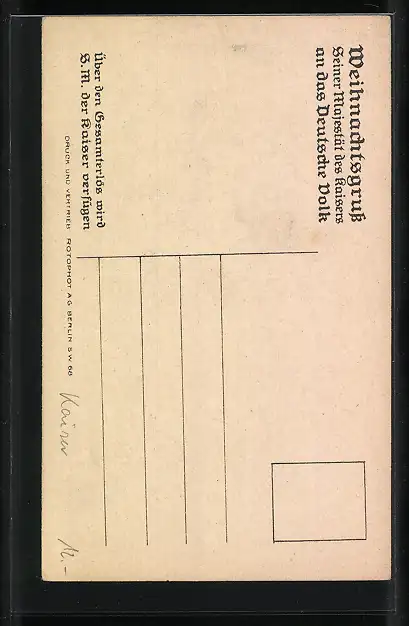 Weihnachtsgruß
Seiner Majestät des Kaisers
an das Deutsche Volk
Über den Gesamterlös wird
S. M. der Kaiser verfügen
DRUCK UND VERTRIEB ROTOPHOT A G BERLIN S W 68
Kaiser
12.-